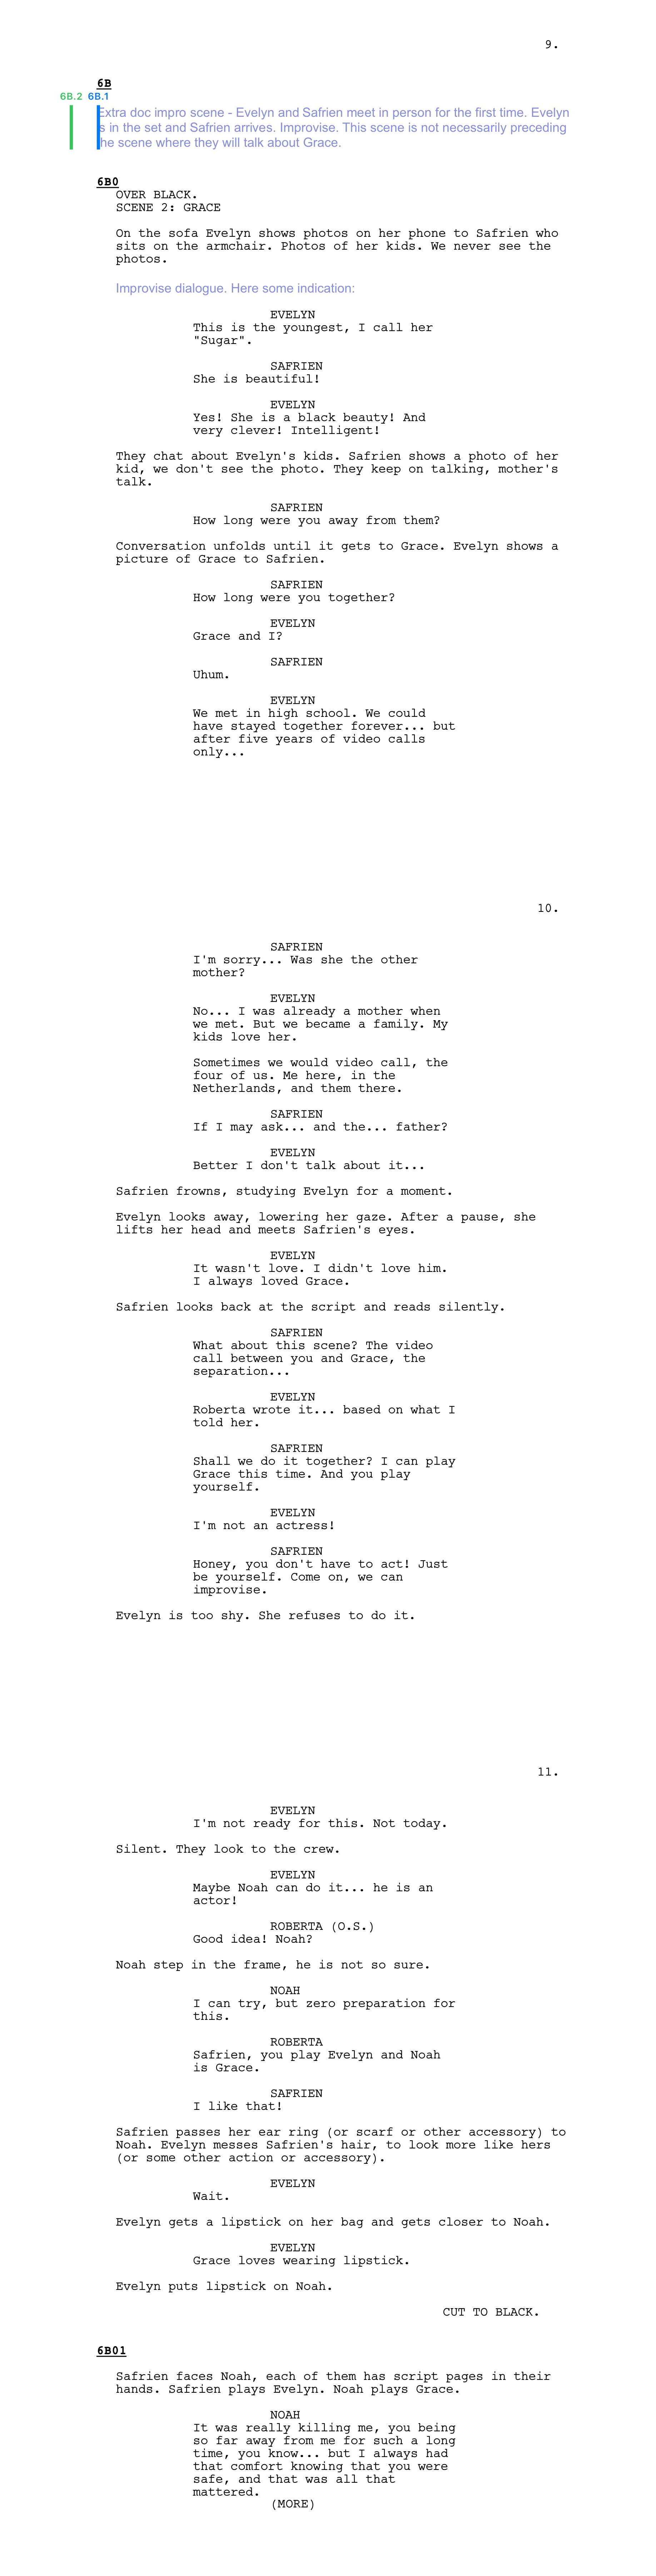 9.
6B
6B.2 6B.1
Extra doc impro scene - Evelyn and Safrien meet in person for the first time. Evelyn
s in the set and Safrien arrives. Improvise. This scene is not necessarily preceding
he scene where they will talk about Grace.
6B0
OVER BLACK.
SCENE 2: GRACE
On the sofa Evelyn shows photos on her phone to Safrien who
sits on the armchair. Photos of her kids. We never see the
photos.
Improvise dialogue. Here some indication:
EVELYN
This is the youngest, I call her
"Sugar".
SAFRIEN
She is beautiful!
EVELYN
Yes! She is a black beauty! And
very clever! Intelligent!
They chat about Evelyn's kids. Safrien shows a photo of her
kid, we don't see the photo. They keep on talking, mother's
talk.
SAFRIEN
How long were you away from them?
Conversation unfolds until it gets to Grace. Evelyn shows a
picture of Grace to Safrien.
SAFRIEN
How long were you together?
EVELYN
Grace and I?
SAFRIEN
Uhum.
EVELYN
We met in high school. We could
have stayed together forever... but
after five years of video calls
only...
10.
SAFRIEN
I'm sorry... Was she the other
mother?
EVELYN
No... I was already a mother when
we met. But we became a family. My
kids love her.
Sometimes we would video call, the
four of us. Me here, in the
Netherlands, and them there.
SAFRIEN
If I may ask... and the... father?
EVELYN
Better I don't talk about it...
Safrien frowns, studying Evelyn for a moment.
Evelyn looks away, lowering her gaze. After a pause, she
lifts her head and meets Safrien's eyes.
EVELYN
It wasn't love. I didn't love him.
I always loved Grace.
Safrien looks back at the script and reads silently.
SAFRIEN
What about this scene? The video
call between you and Grace, the
separation...
EVELYN
Roberta wrote it... based on what I
told her.
SAFRIEN
Shall we do it together? I can play
Grace this time. And you play
yourself.
EVELYN
I'm not an actress!
SAFRIEN
Honey, you don't have to act! Just
be yourself. Come on, we can
improvise.
Evelyn is too shy. She refuses to do it.
11.
EVELYN
I'm not ready for this. Not today.
Silent. They look to the crew.
EVELYN
Maybe Noah can do it... he is an
actor!
ROBERTA (O.S.)
Good idea! Noah?
Noah step in the frame, he is not so sure.
NOAH
I can try, but zero preparation for
this.
ROBERTA
Safrien, you play Evelyn and Noah
is Grace.
SAFRIEN
I like that!
Safrien passes her ear ring (or scarf or other accessory) to
Noah. Evelyn messes Safrien's hair, to look more like hers
(or some other action or accessory).
EVELYN
Wait.
Evelyn gets a lipstick on her bag and gets closer to Noah.
EVELYN
Grace loves wearing lipstick.
Evelyn puts lipstick on Noah.
CUT TO BLACK.
6B01
Safrien faces Noah, each of them has script pages in their
hands. Safrien plays Evelyn. Noah plays Grace.
NOAH
It was really killing me, you being
so far away from me for such a long
time, you know... but I always had
that comfort knowing that you were
safe, and that was all that
mattered.
(MORE)